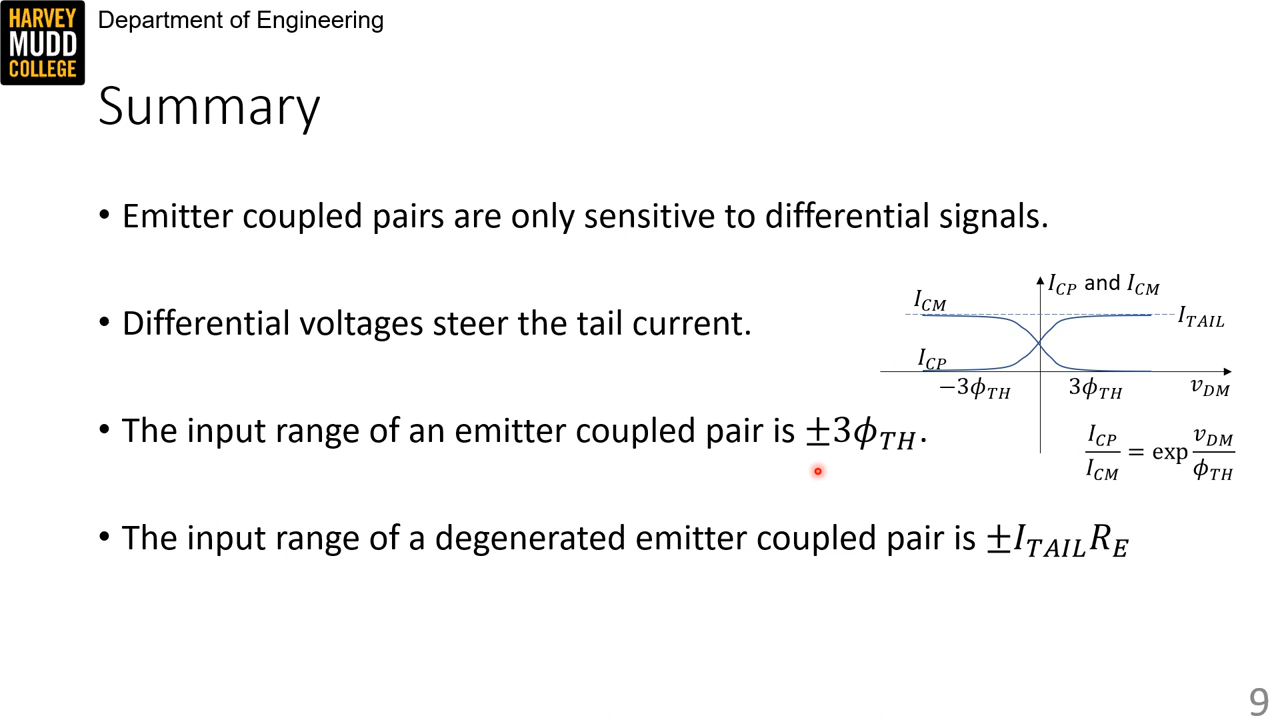 HARVEY
MUDD
COLLEGE
Department of Engineering
Summary
• Emitter coupled pairs are only sensitive to differential signals.
• Differential voltages steer the tail current.
• The input range of an emitter coupled pair is ±3ϕ_TH.
• The input range of a degenerated emitter coupled pair is ±I_TAIL R_E
I_CP and I_CM
I_CM
I_TAIL
I_CP
−3ϕ_TH 3ϕ_TH v_DM
I_CP/I_CM = exp v_DM/ϕ_TH
9